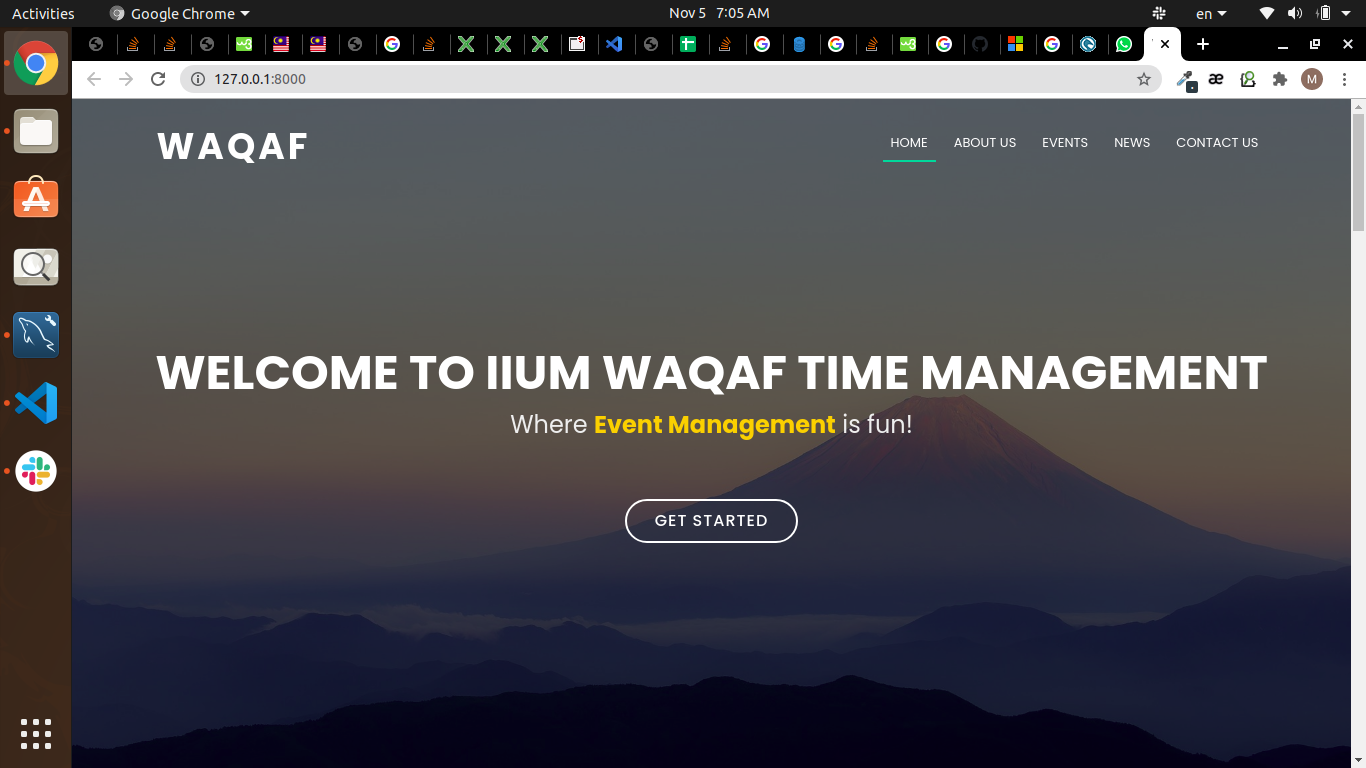 Activities Google Chrome Nov 5 7:05 AM en
127.0.0.1:8000 æ M
WAQAF HOME ABOUT US EVENTS NEWS CONTACT US
WELCOME TO IIUM WAQAF TIME MANAGEMENT
Where Event Management is fun!
GET STARTED